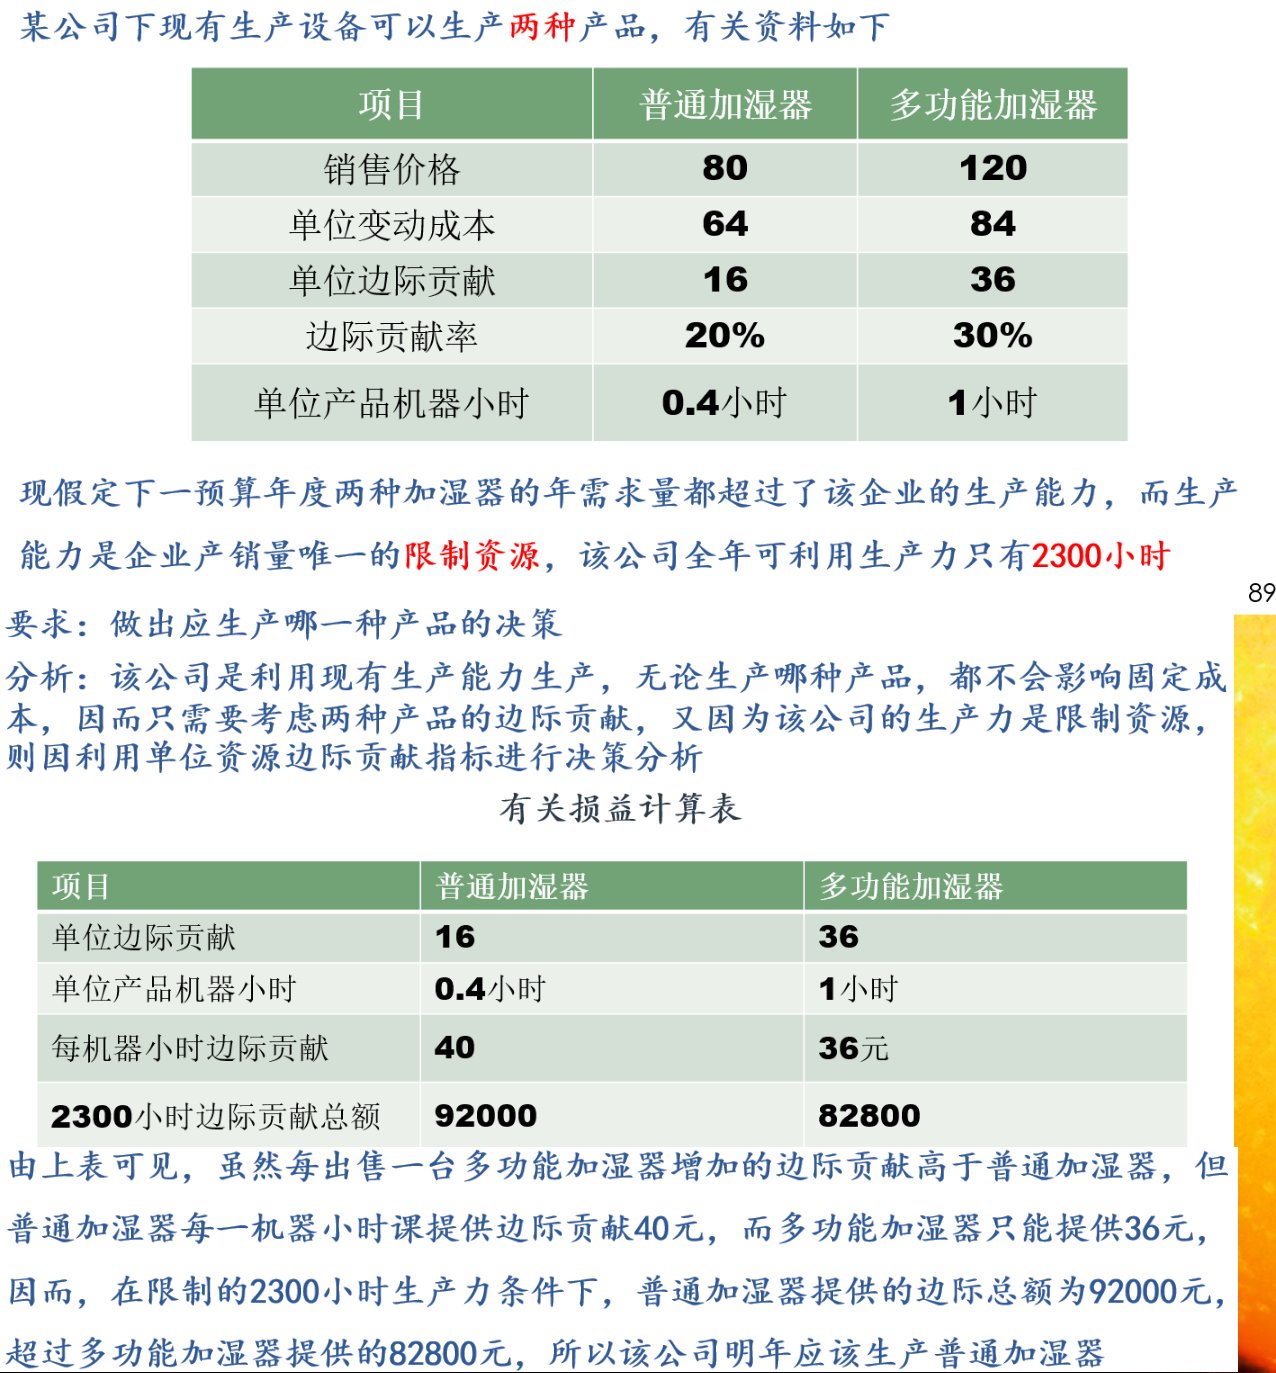 某公司下现有生产设备可以生产两种产品，有关资料如下
项目 普通加湿器 多功能加湿器
销售价格 80 120
单位变动成本 64 84
单位边际贡献 16 36
边际贡献率 20% 30%
单位产品机器小时 0.4小时 1小时
现假定下一预算年度两种加湿器的年需求量都超过了该企业的生产能力，而生产
能力是企业产销量唯一的限制资源，该公司全年可利用生产力只有2300小时
89
要求：做出应生产哪一种产品的决策
分析：该公司是利用现有生产能力生产，无论生产哪种产品，都不会影响固定成
本，因而只需要考虑两种产品的边际贡献，又因为该公司的生产力是限制资源，
则因利用单位资源边际贡献指标进行决策分析
有关损益计算表
项目 普通加湿器 多功能加湿器
单位边际贡献 16 36
单位产品机器小时 0.4小时 1小时
每机器小时边际贡献 40 36元
2300小时边际贡献总额 92000 82800
由上表可见，虽然每出售一台多功能加湿器增加的边际贡献高于普通加湿器，但
普通加湿器每一机器小时课提供边际贡献40元，而多功能加湿器只能提供36元，
因而，在限制的2300小时生产力条件下，普通加湿器提供的边际总额为92000元，
超过多功能加湿器提供的82800元，所以该公司明年应该生产普通加湿器